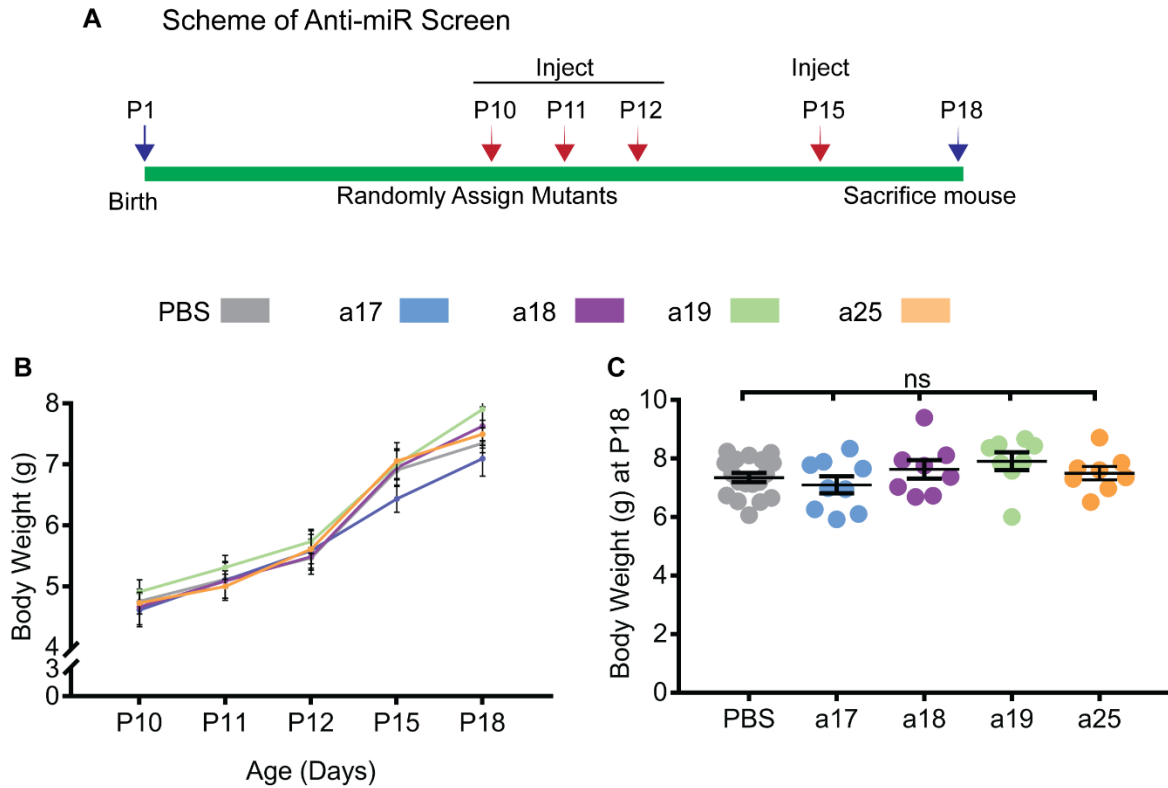 A Scheme of Anti-miR Screen
Inject Inject
P1 P10 P11 P12 P15 P18
Birth Randomly Assign Mutants Sacrifice mouse
PBS a17 a18 a19 a25
B
8
7
6
5
4
3
0
Body Weight (g)
P10 P11 P12 P15 P18
Age (Days)
C
ns
10
8
6
4
2
0
Body Weight (g) at P18
PBS a17 a18 a19 a25